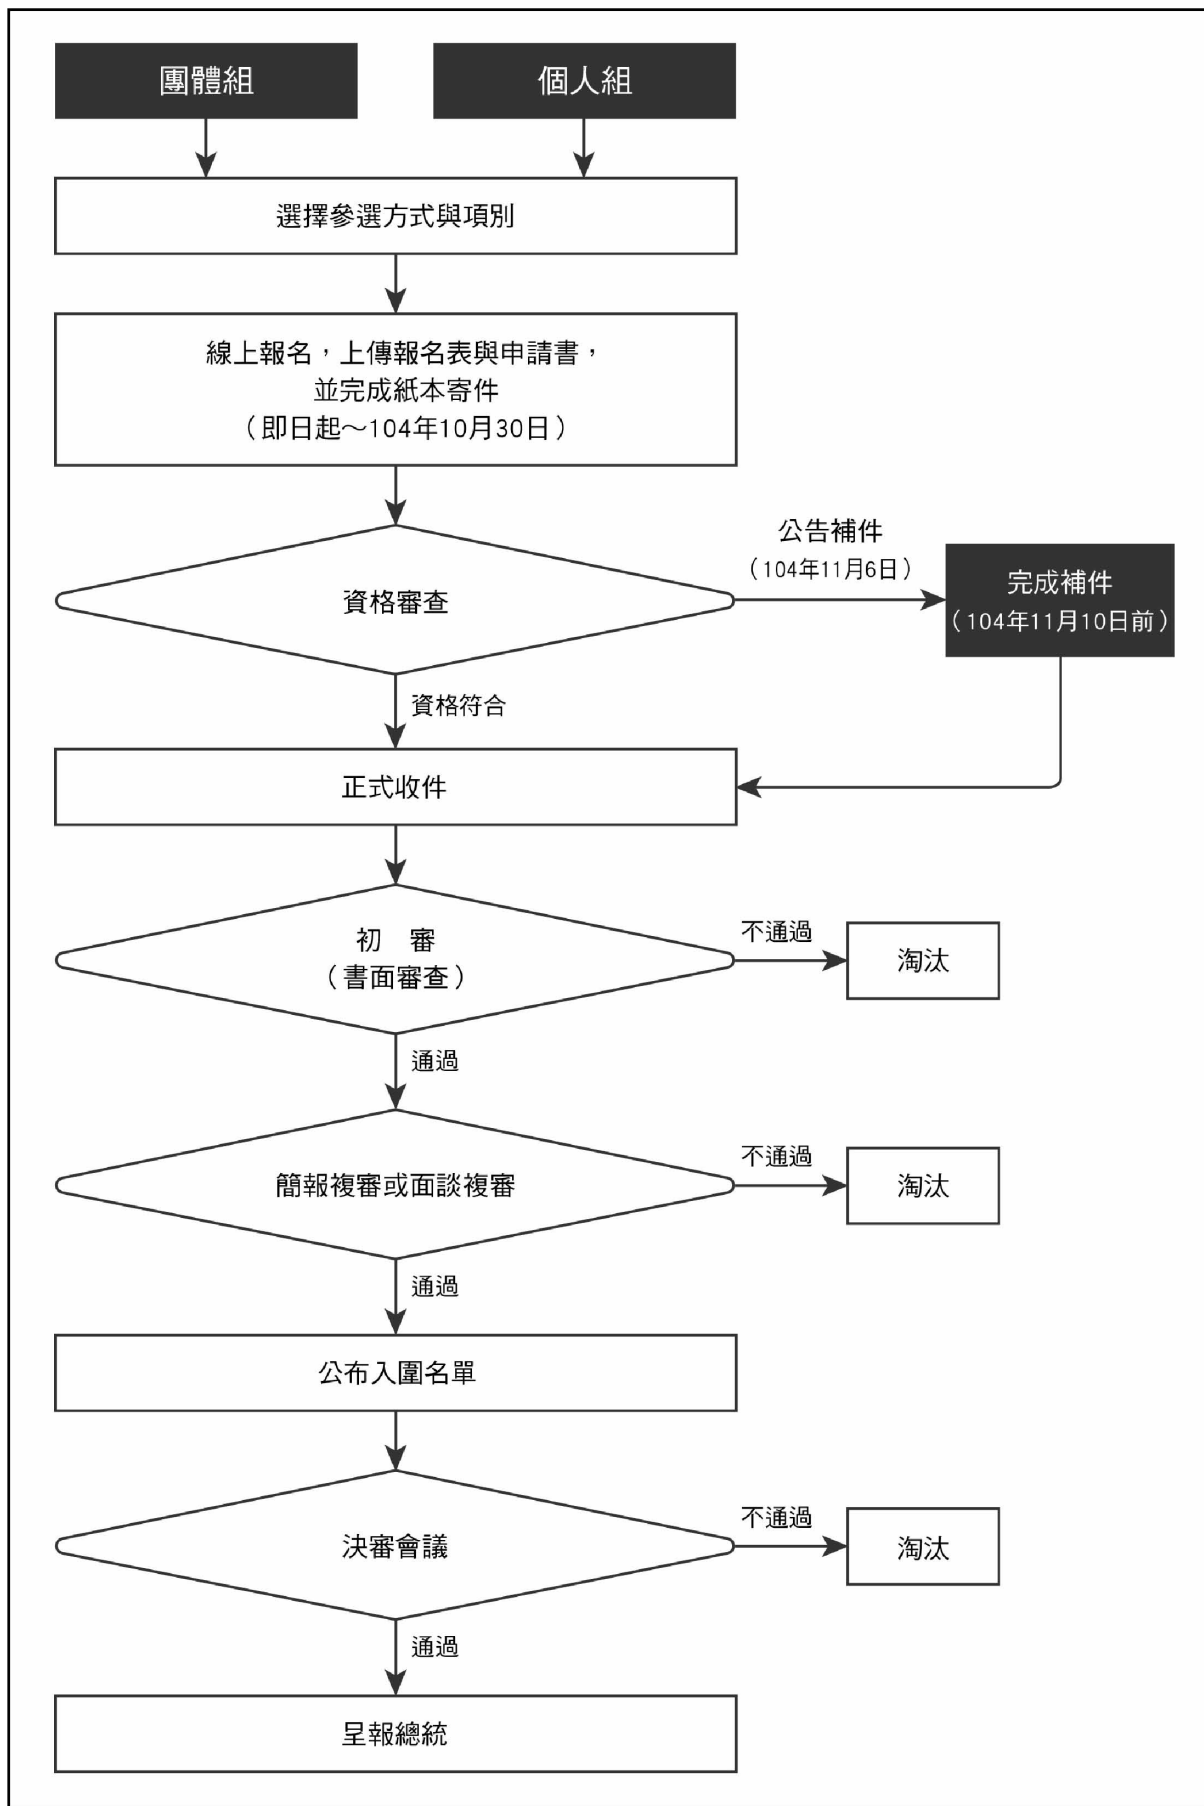 團體組
個人組
選擇參選方式與項別
線上報名，上傳報名表與申請書，
並完成紙本寄件
（即日起～104年10月30日）
資格審查
公告補件
（104年11月6日）
完成補件
（104年11月10日前）
資格符合
正式收件
初　審
（書面審查）
不通過
淘汰
通過
簡報複審或面談複審
不通過
淘汰
通過
公布入圍名單
決審會議
不通過
淘汰
通過
呈報總統